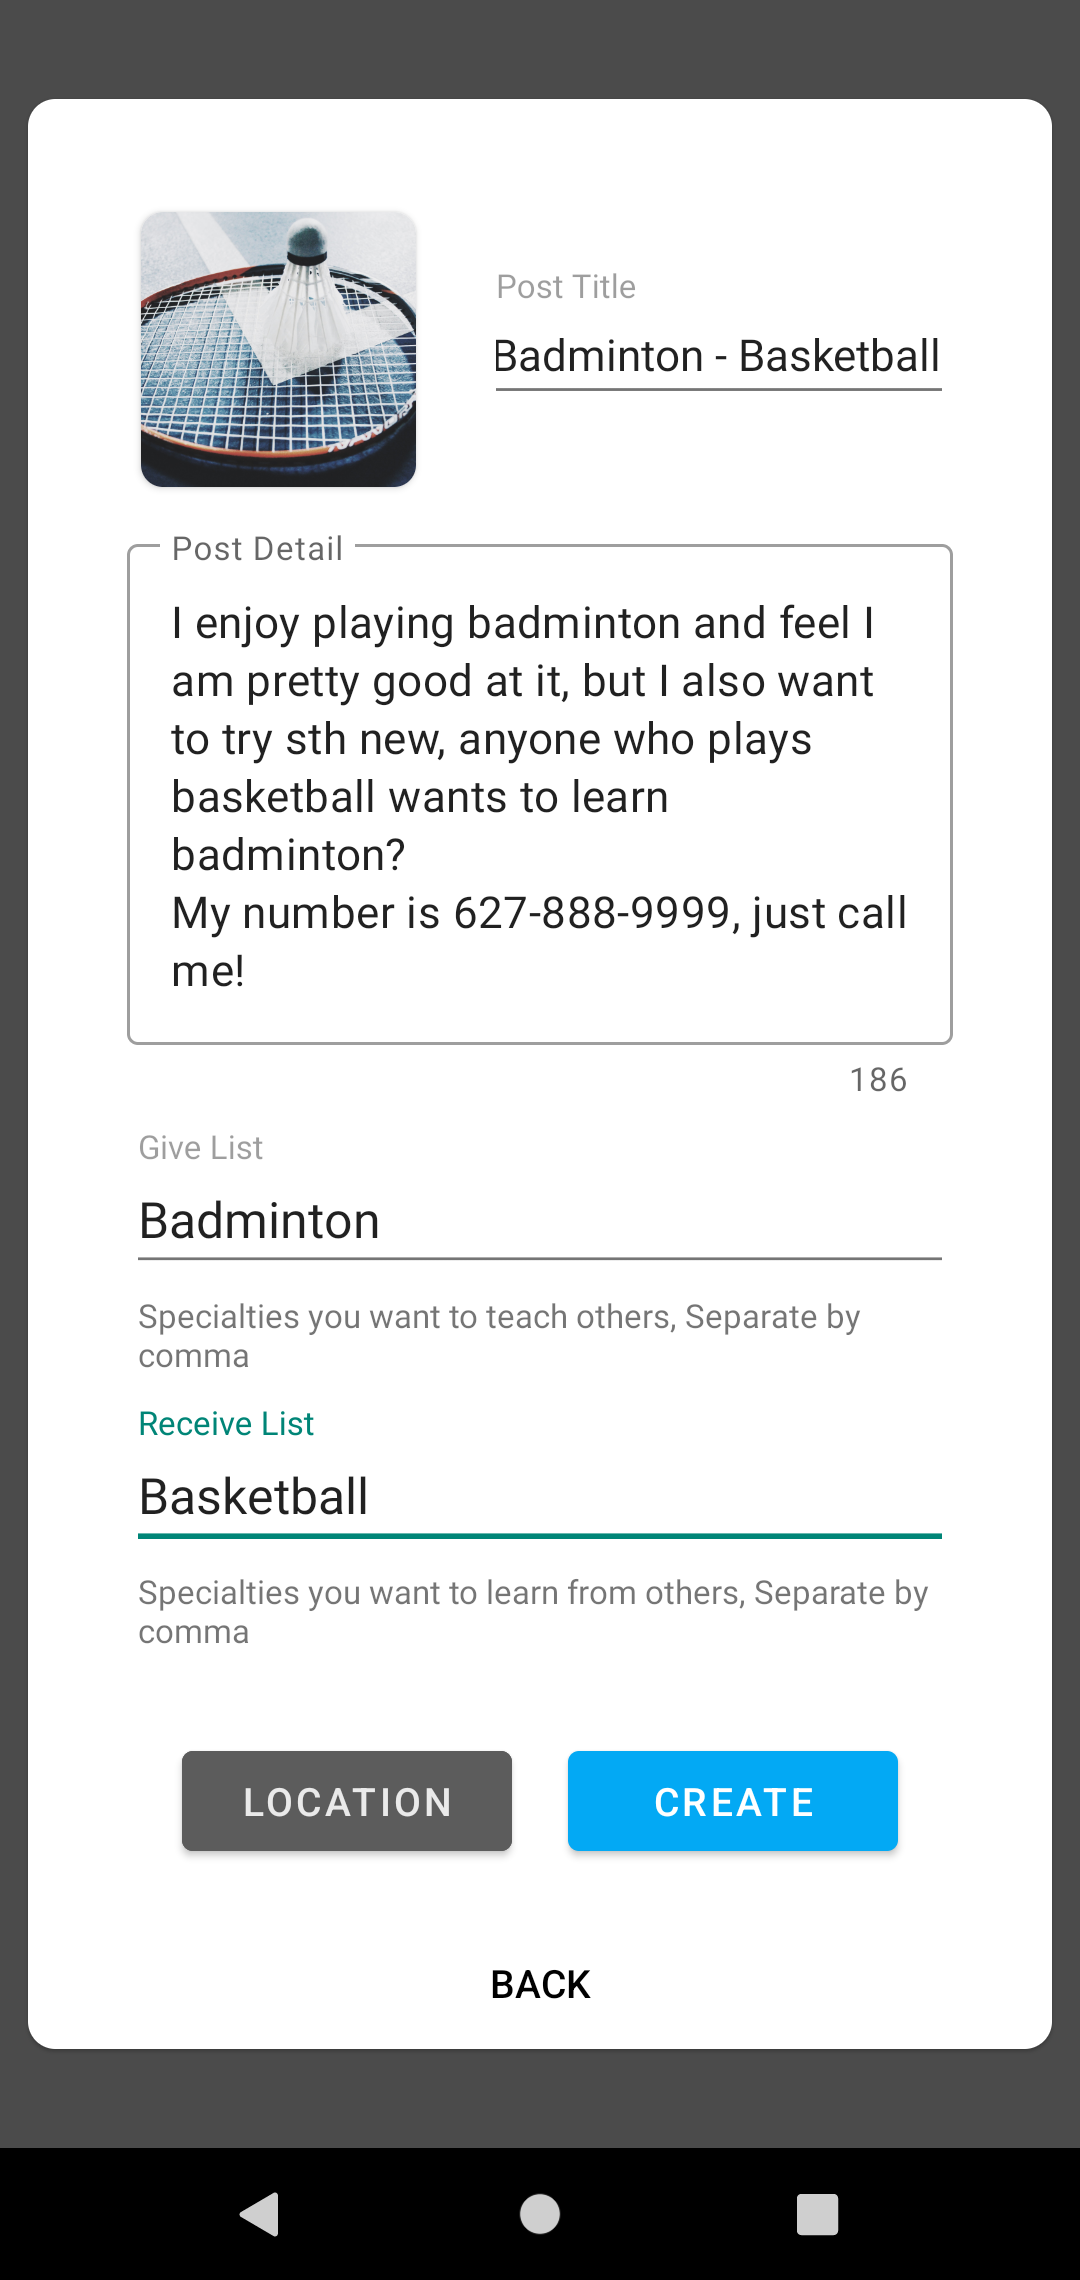 Post Title
Badminton - Basketball
Post Detail
I enjoy playing badminton and feel I
am pretty good at it, but I also want
to try sth new, anyone who plays
basketball wants to learn
badminton?
My number is 627-888-9999, just call
me!
186
Give List
Badminton
Specialties you want to teach others, Separate by
comma
Receive List
Basketball
Specialties you want to learn from others, Separate by
comma
LOCATION
CREATE
BACK